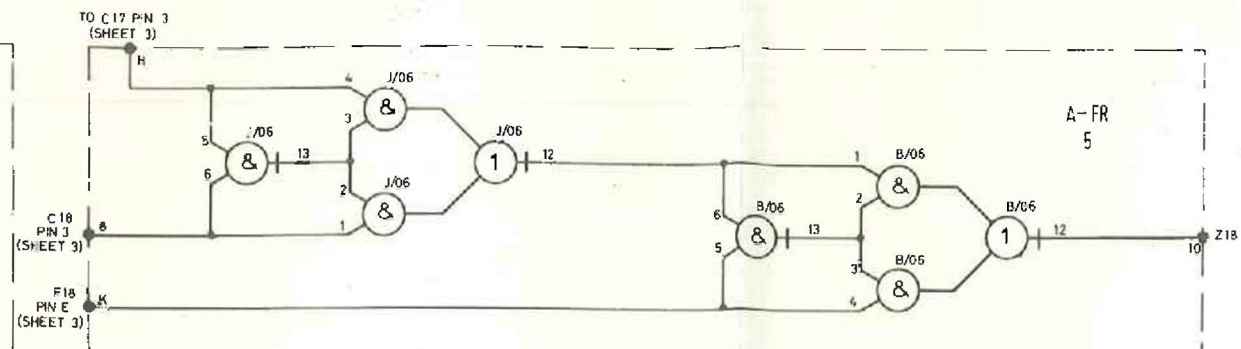 TO C17 PIN 3
(SHEET 3)
H
4
J/06
&
3
5
J/06
&
13
6
2
J/06
&
1
J/06
1
12
C18
PIN 3
(SHEET 3)
8
F18
PIN E
(SHEET 3)
K
A-FR
5
1
B/06
&
2
6
B/06
&
13
5
3
B/06
&
4
B/06
1
12
10
Z18